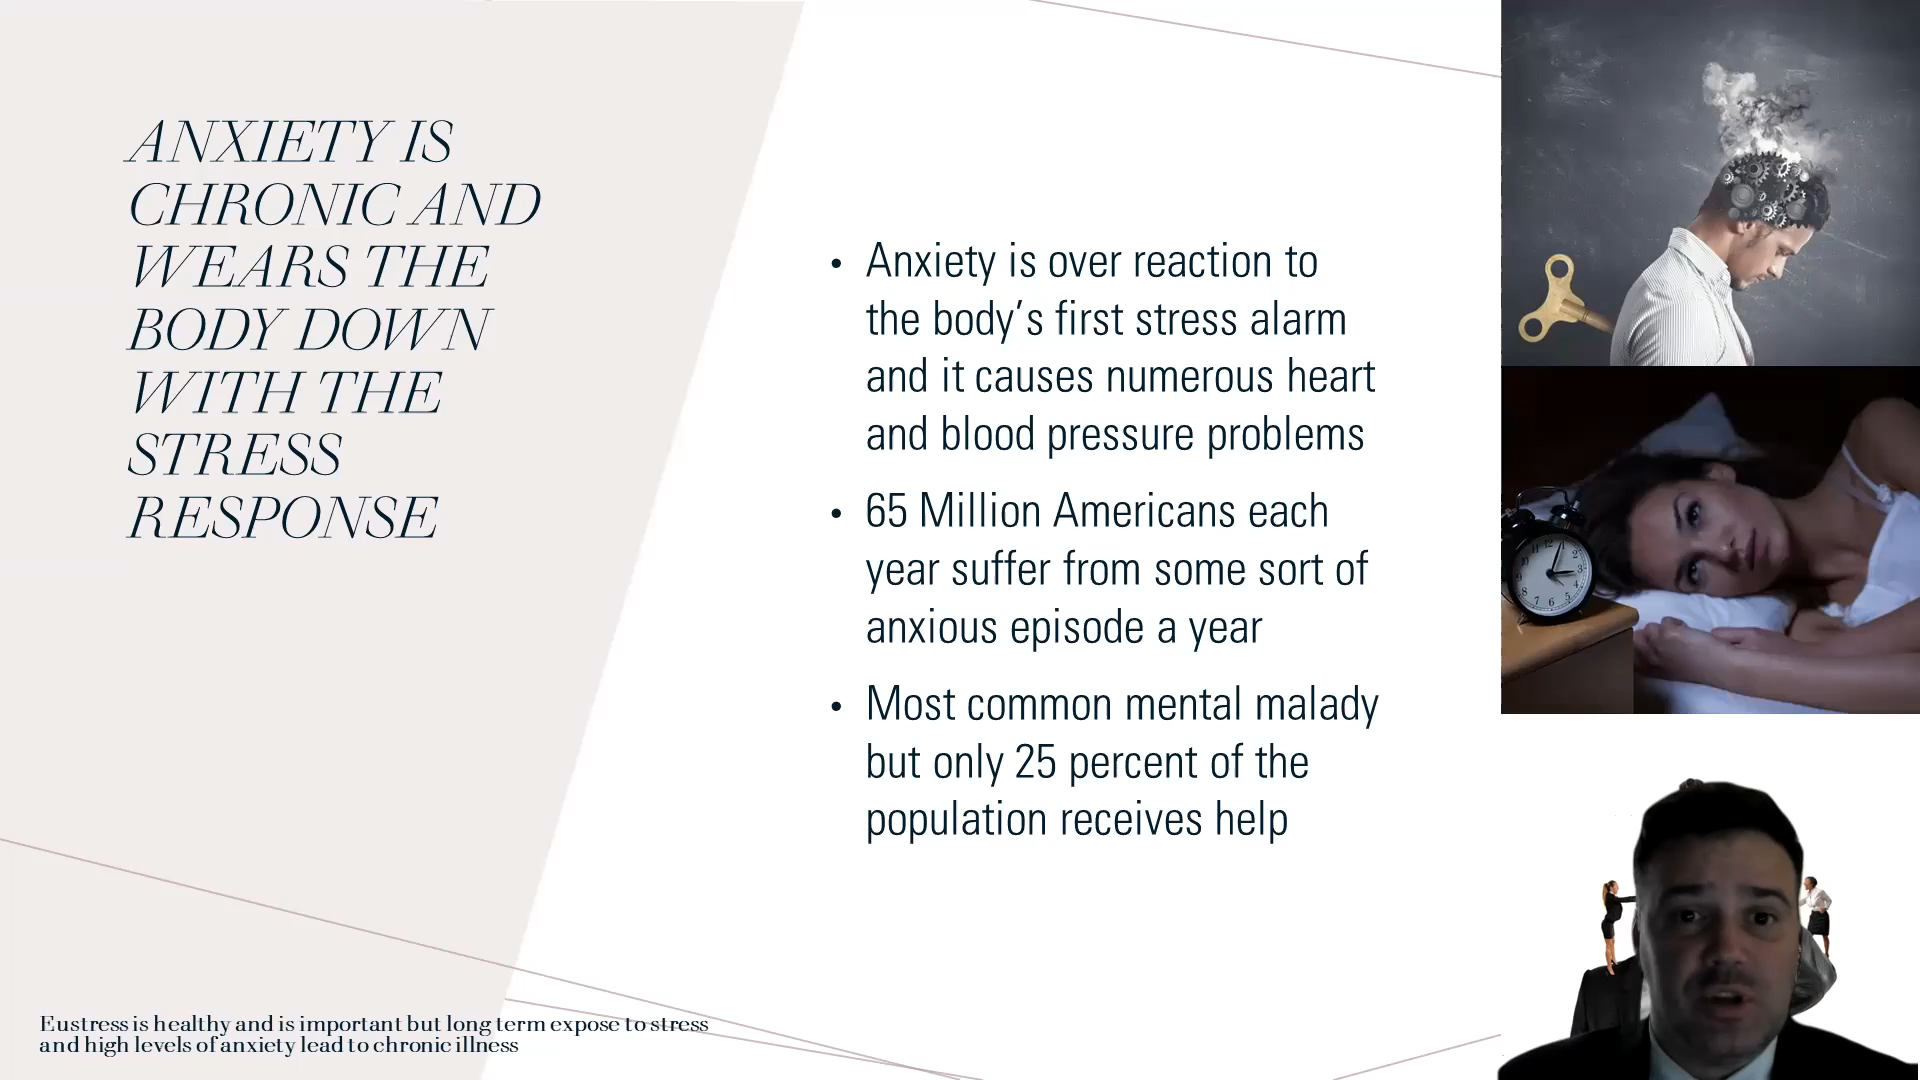 ANXIETY IS
CHRONIC AND
WEARS THE
BODY DOWN
WITH THE
STRESS
RESPONSE
• Anxiety is over reaction to
the body’s first stress alarm
and it causes numerous heart
and blood pressure problems
• 65 Million Americans each
year suffer from some sort of
anxious episode a year
• Most common mental malady
but only 25 percent of the
population receives help
Eustress is healthy and is important but long term expose to stress
and high levels of anxiety lead to chronic illness